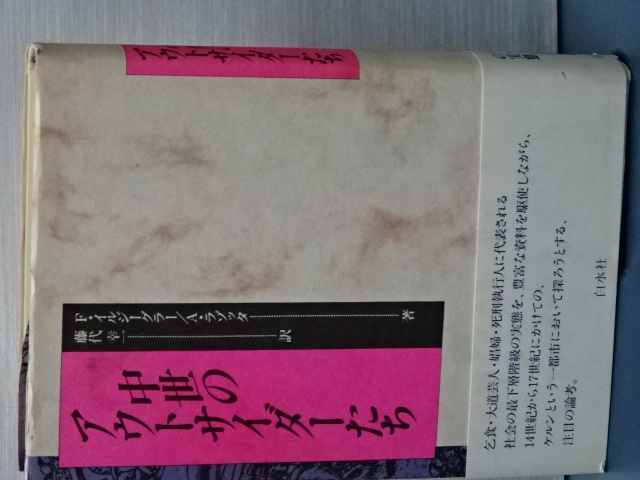 中世の
アウトサイダーたち
F・イルジーグラー/A・ラゾッタ 著
藤代幸一 訳
アウトサイダーたち
乞食・大道芸人・娼婦・死刑執行人に代表される
社会の最下層階級の実態を、豊富な資料を駆使しながら、
14世紀から17世紀にかけての、
ケルンという一都市において探ろうとする、
注目の論考。
白水社